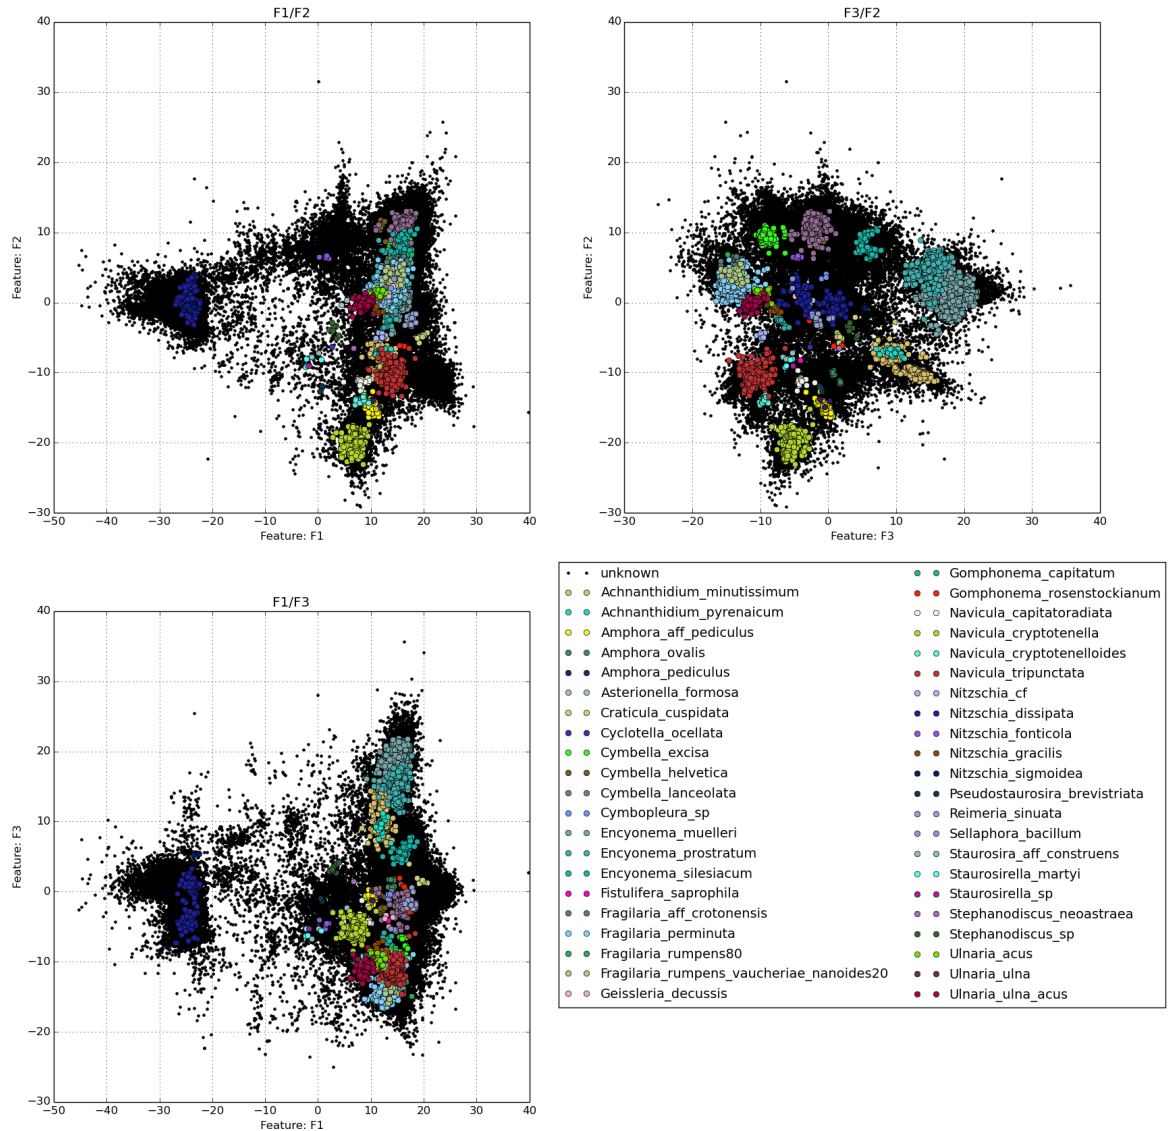 F1/F2
40
30
20
10
0
−10
−20
−30
−50 −40 −30 −20 −10 0 10 20 30 40
Feature: F2
Feature: F1
F3/F2
40
30
20
10
0
−10
−20
−30
−30 −20 −10 0 10 20 30 40
Feature: F2
Feature: F3
F1/F3
40
30
20
10
0
−10
−20
−30
−50 −40 −30 −20 −10 0 10 20 30 40
Feature: F3
Feature: F1
unknown
Achnanthidium_minutissimum
Achnanthidium_pyrenaicum
Amphora_aff_pediculus
Amphora_ovalis
Amphora_pediculus
Asterionella_formosa
Craticula_cuspidata
Cyclotella_ocellata
Cymbella_excisa
Cymbella_helvetica
Cymbella_lanceolata
Cymbopleura_sp
Encyonema_muelleri
Encyonema_prostratum
Encyonema_silesiacum
Fistulifera_saprophila
Fragilaria_aff_crotonensis
Fragilaria_perminuta
Fragilaria_rumpens80
Fragilaria_rumpens_vaucheriae_nanoides20
Geissleria_decussis
Gomphonema_capitatum
Gomphonema_rosenstockianum
Navicula_capitatoradiata
Navicula_cryptotenella
Navicula_cryptotenelloides
Navicula_tripunctata
Nitzschia_cf
Nitzschia_dissipata
Nitzschia_fonticola
Nitzschia_gracilis
Nitzschia_sigmoidea
Pseudostaurosira_brevistriata
Reimeria_sinuata
Sellaphora_bacillum
Staurosira_aff_construens
Staurosirella_martyi
Staurosirella_sp
Stephanodiscus_neoastraea
Stephanodiscus_sp
Ulnaria_acus
Ulnaria_ulna
Ulnaria_ulna_acus